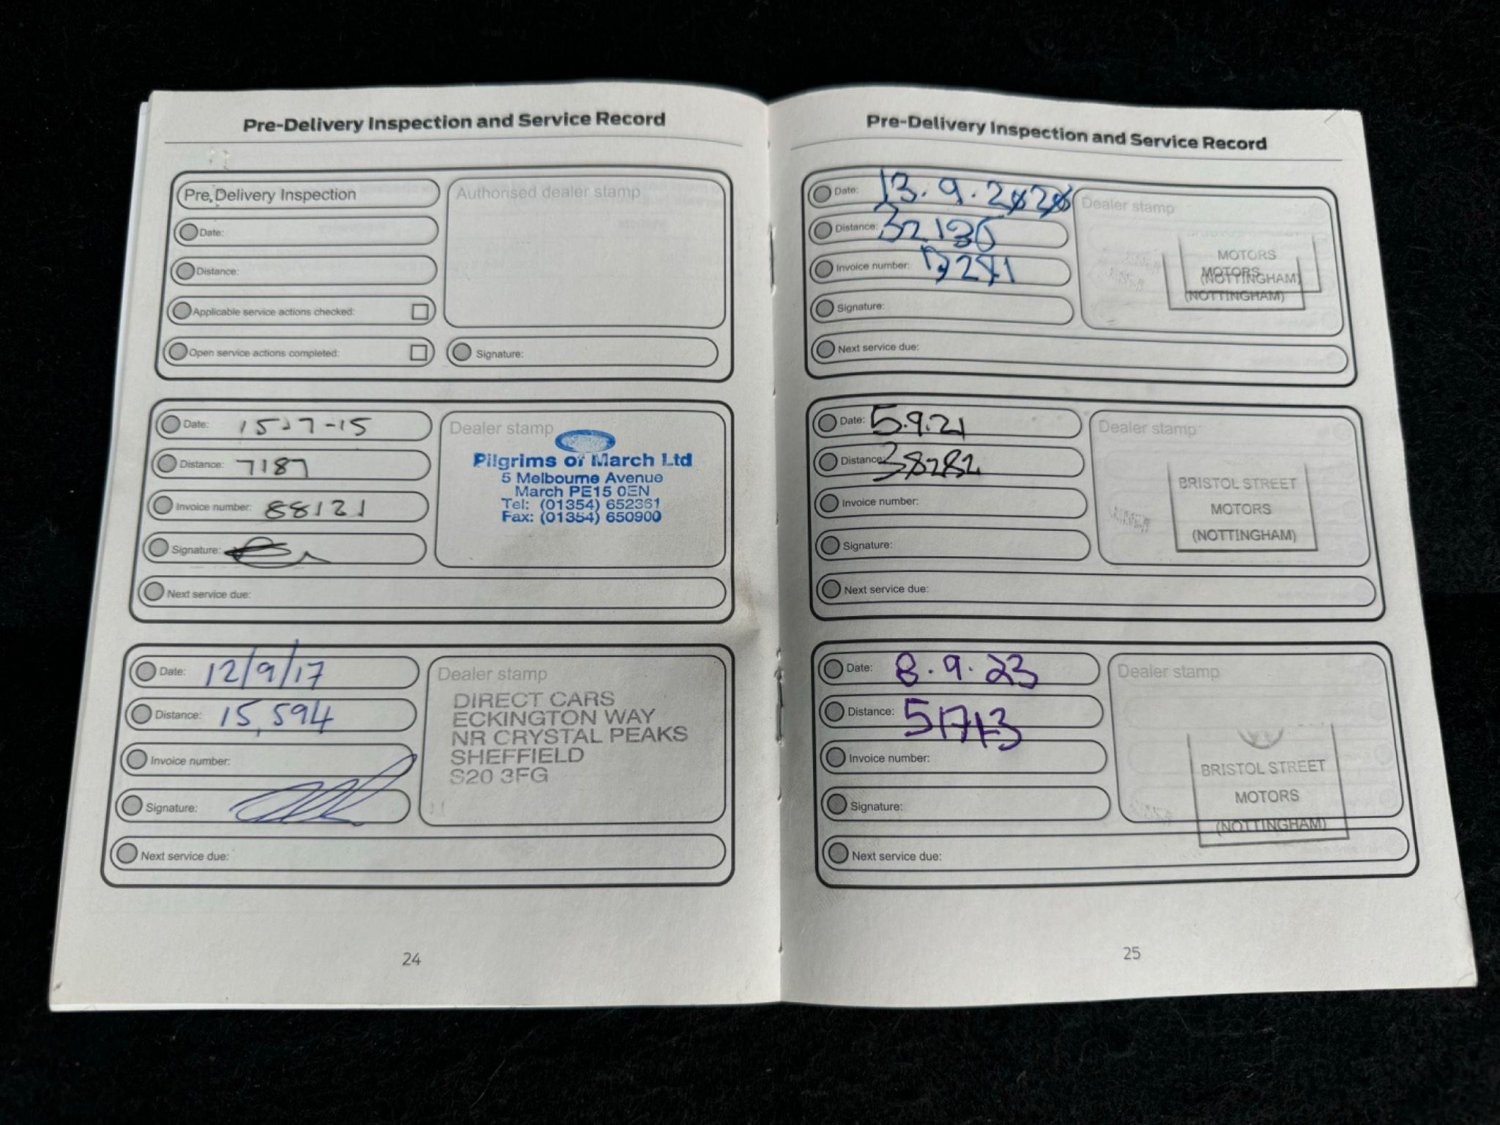 Pre-Delivery Inspection and Service Record
Pre Delivery Inspection
Authorised dealer stamp
Date:
Distance:
Applicable service actions checked:
Open service actions completed:
Signature:
Date: 15-7-15
Distance: 7187
Invoice number: 88121
Signature:
Next service due:
Dealer stamp
Pilgrims of March Ltd
5 Melbourne Avenue
March PE15 0EN
Tel: (01354) 652361
Fax: (01354) 650900
Date: 12/9/17
Distance: 15,594
Invoice number:
Signature:
Next service due:
Dealer stamp
DIRECT CARS
ECKINGTON WAY
NR CRYSTAL PEAKS
SHEFFIELD
S20 3FG
24
Pre-Delivery Inspection and Service Record
Date: 13.9.2020
Distance: 32136
Invoice number:
Signature:
Next service due:
Dealer stamp
MOTORS
MOTORS
(NOTTINGHAM)
(NOTTINGHAM)
Date: 5.9.21
Distance: 38282
Invoice number:
Signature:
Next service due:
Dealer stamp
BRISTOL STREET
MOTORS
(NOTTINGHAM)
Date: 8.9.23
Distance: 51713
Invoice number:
Signature:
Next service due:
Dealer stamp
BRISTOL STREET
MOTORS
(NOTTINGHAM)
25